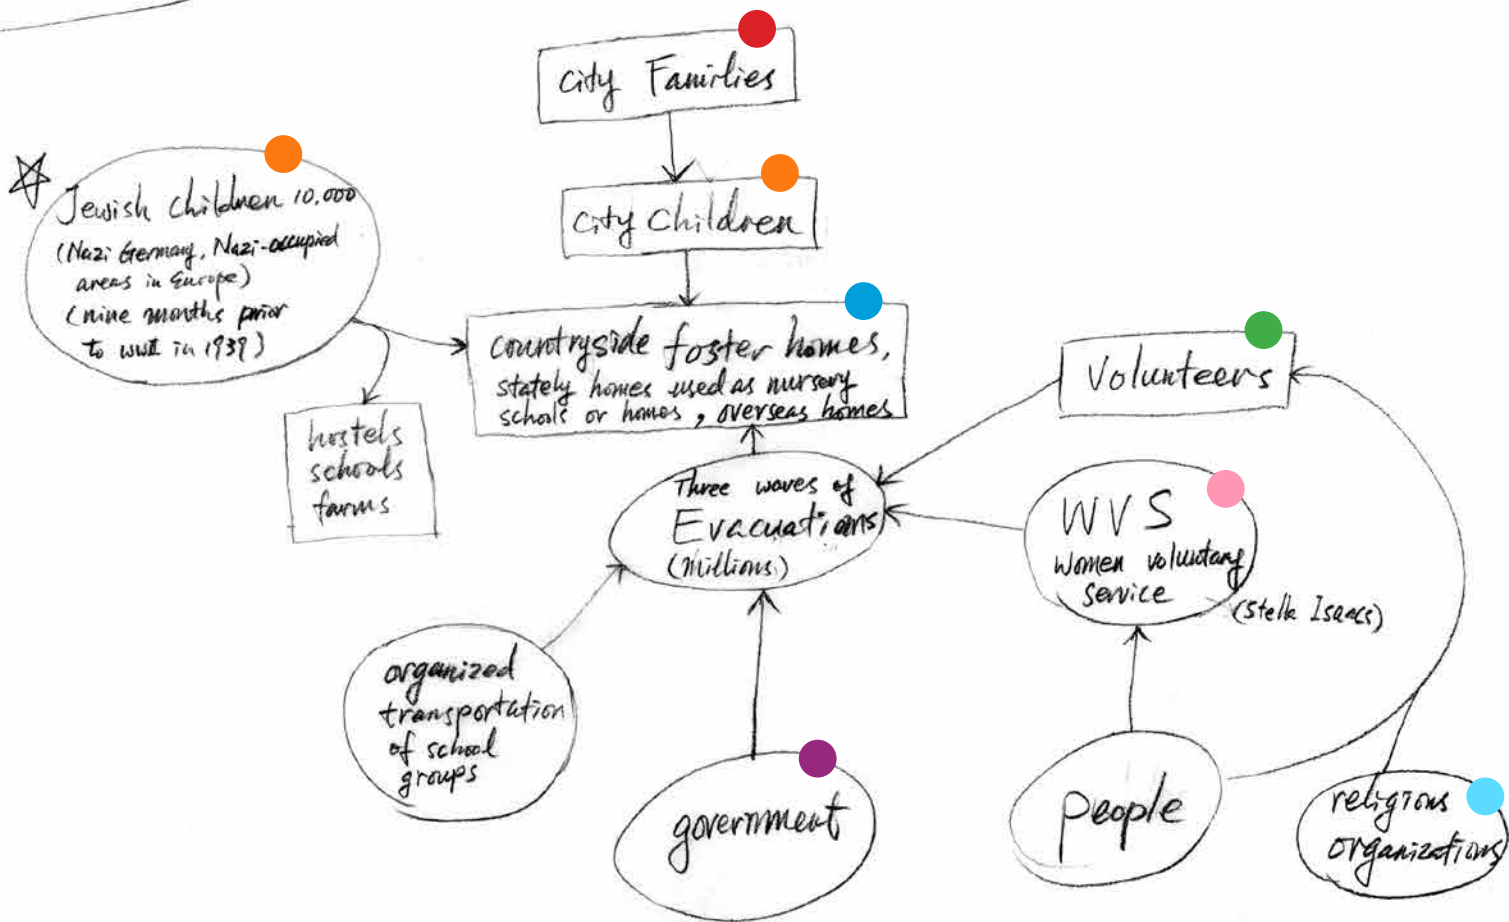 City Families
City Children
Jewish Children 10,000
(Nazi Germany, Nazi-occupied
areas in Europe)
(nine months prior
to WWII in 1939)
countryside foster homes,
stately homes used as nursery
schools or homes, overseas homes
hostels
schools
farms
Volunteers
Three waves of
Evacuations
(Millions)
WVS
Women voluntary
service
(Stella Isaacs)
organized
transportation
of school
groups
government
People
religious
organizations